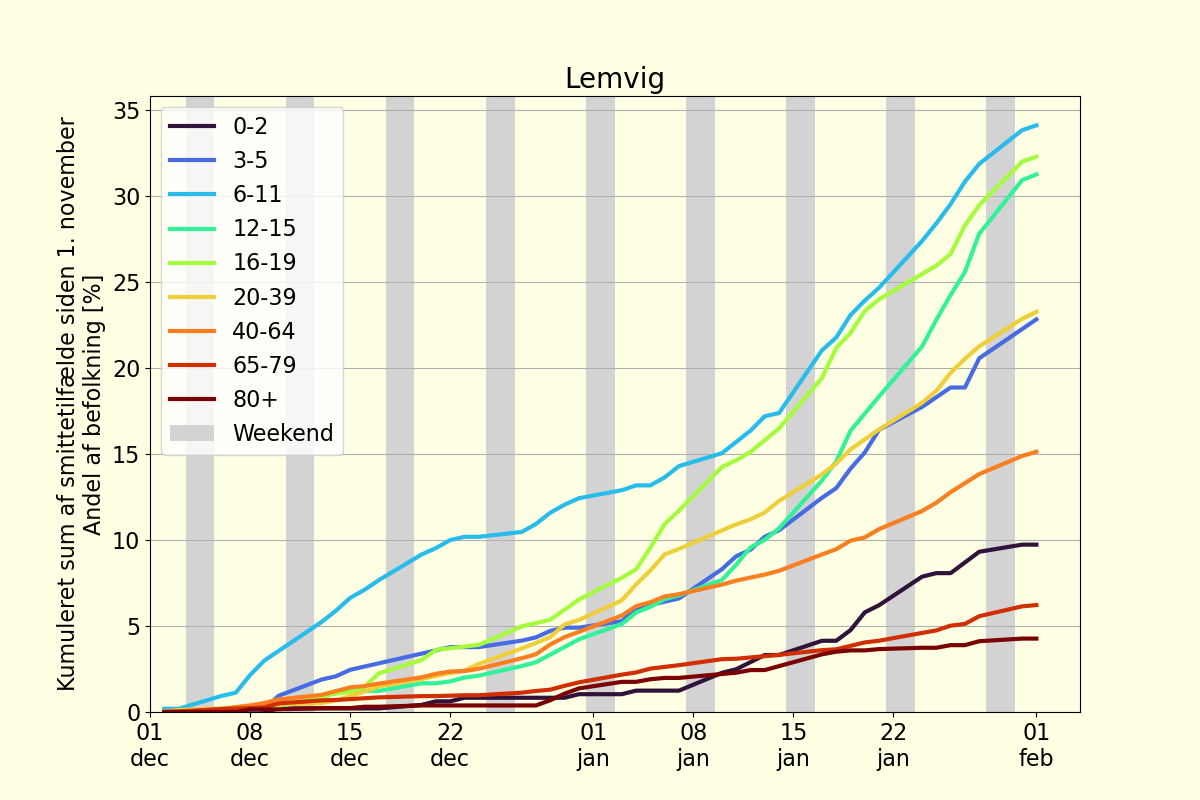 Lemvig
Kumuleret sum af smittetilfælde siden 1. november
Andel af befolkning [%]
35
30
25
20
15
10
5
0
0-2
3-5
6-11
12-15
16-19
20-39
40-64
65-79
80+
Weekend
01 08 15 22 01 08 15 22 01
dec dec dec dec jan jan jan jan feb